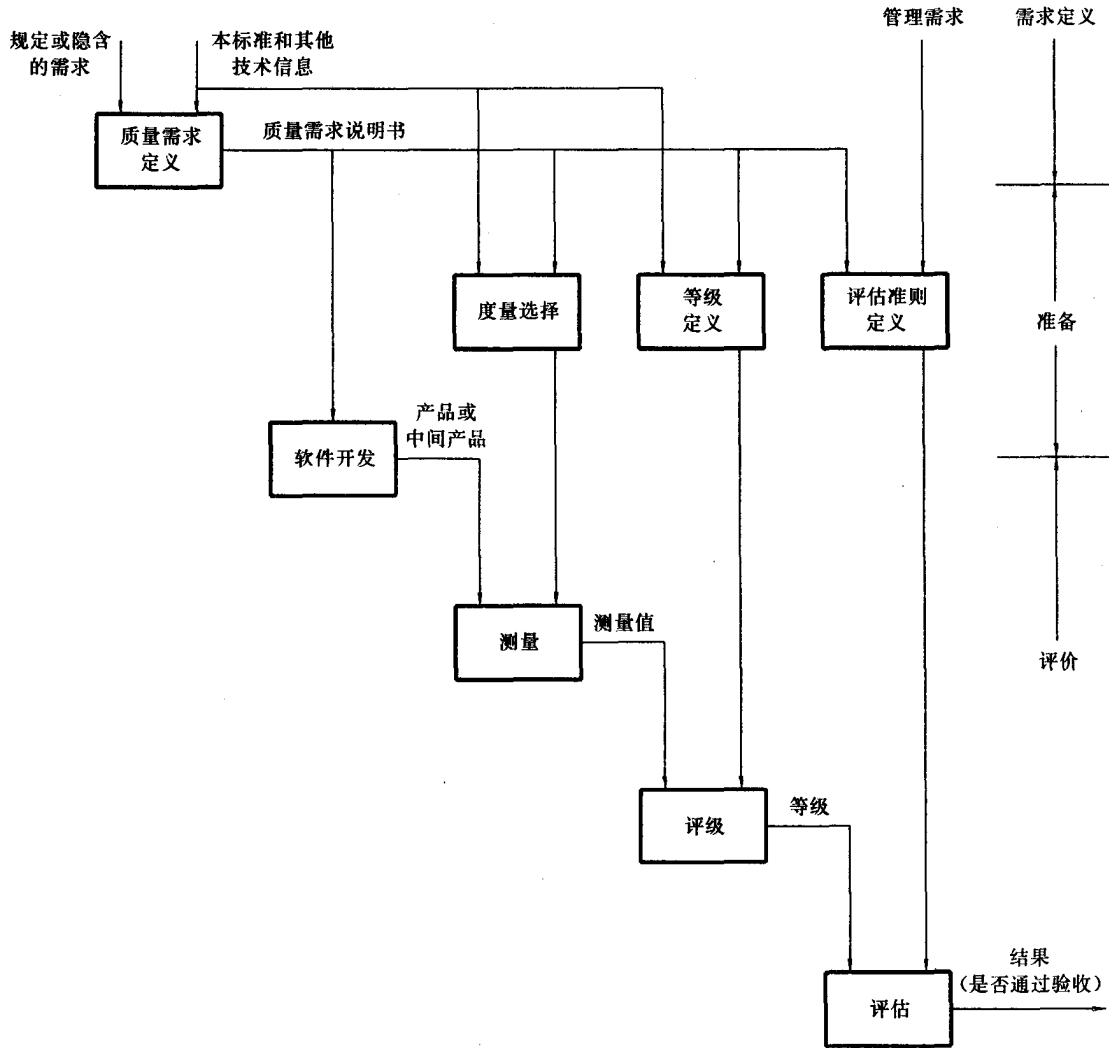 管理需求
需求定义
规定或隐含
的需求
本标准和其他
技术信息
质量需求
定义
质量需求说明书
度量选择
等级
定义
评估准则
定义
准备
产品或
中间产品
软件开发
测量
测量值
评价
评级
等级
评估
结果
（是否通过验收）